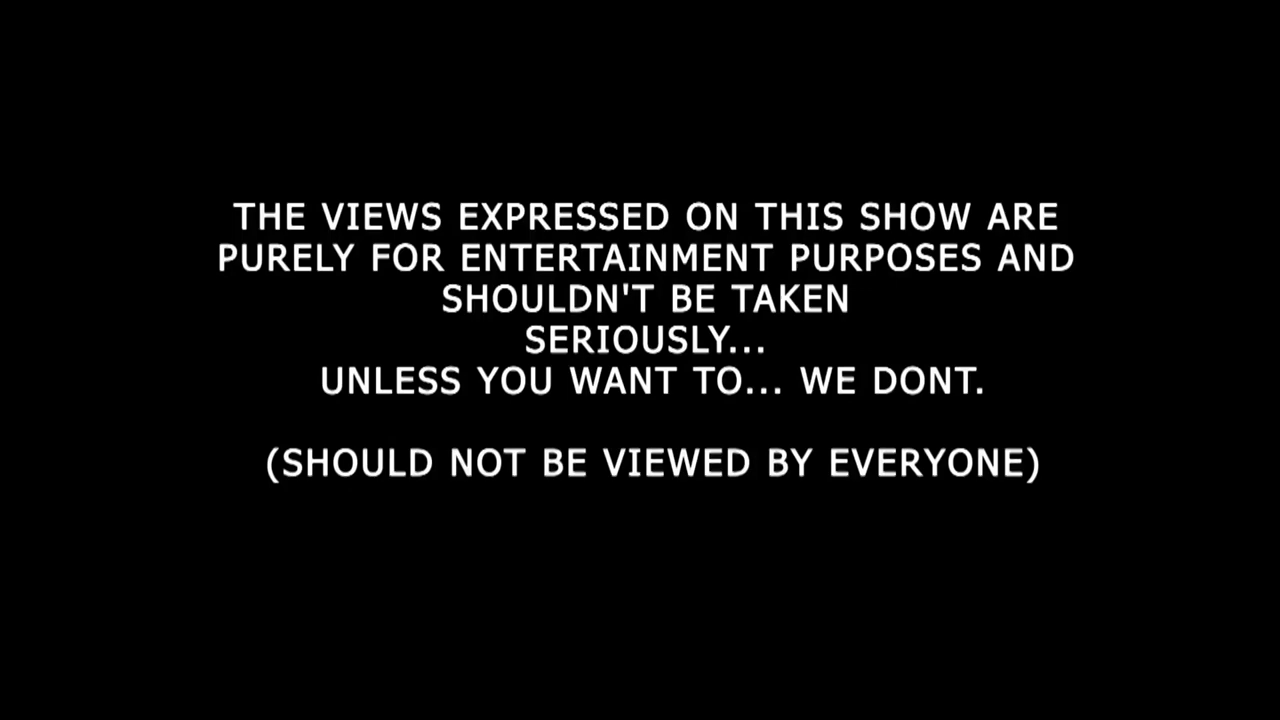 THE VIEWS EXPRESSED ON THIS SHOW ARE
PURELY FOR ENTERTAINMENT PURPOSES AND
SHOULDN'T BE TAKEN
SERIOUSLY...
UNLESS YOU WANT TO... WE DONT.
(SHOULD NOT BE VIEWED BY EVERYONE)